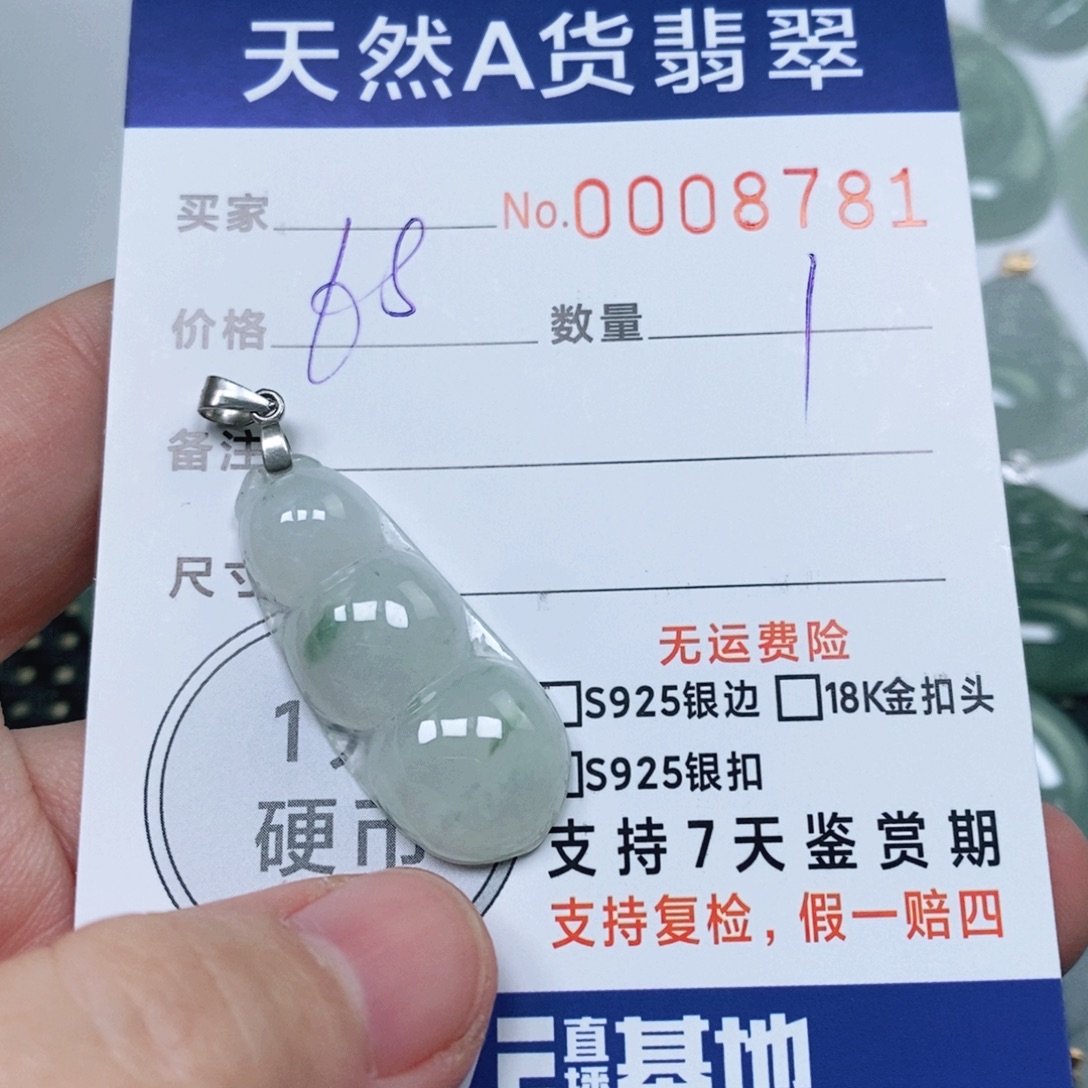 天然A货翡翠
买家 No.0008781
价格 68 数量 1
备注
尺寸
无运费险
1
硬币
S925银边 18K金扣头
S925银扣
支持7天鉴赏期
支持复检，假一赔四
直播基地